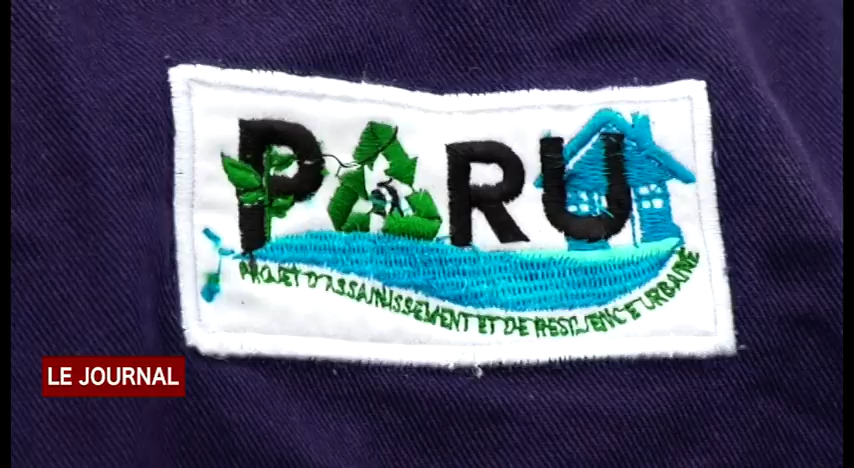 PARU
PROJET D'ASSAINISSEMENT ET DE RESILIENCE URBAINE
LE JOURNAL